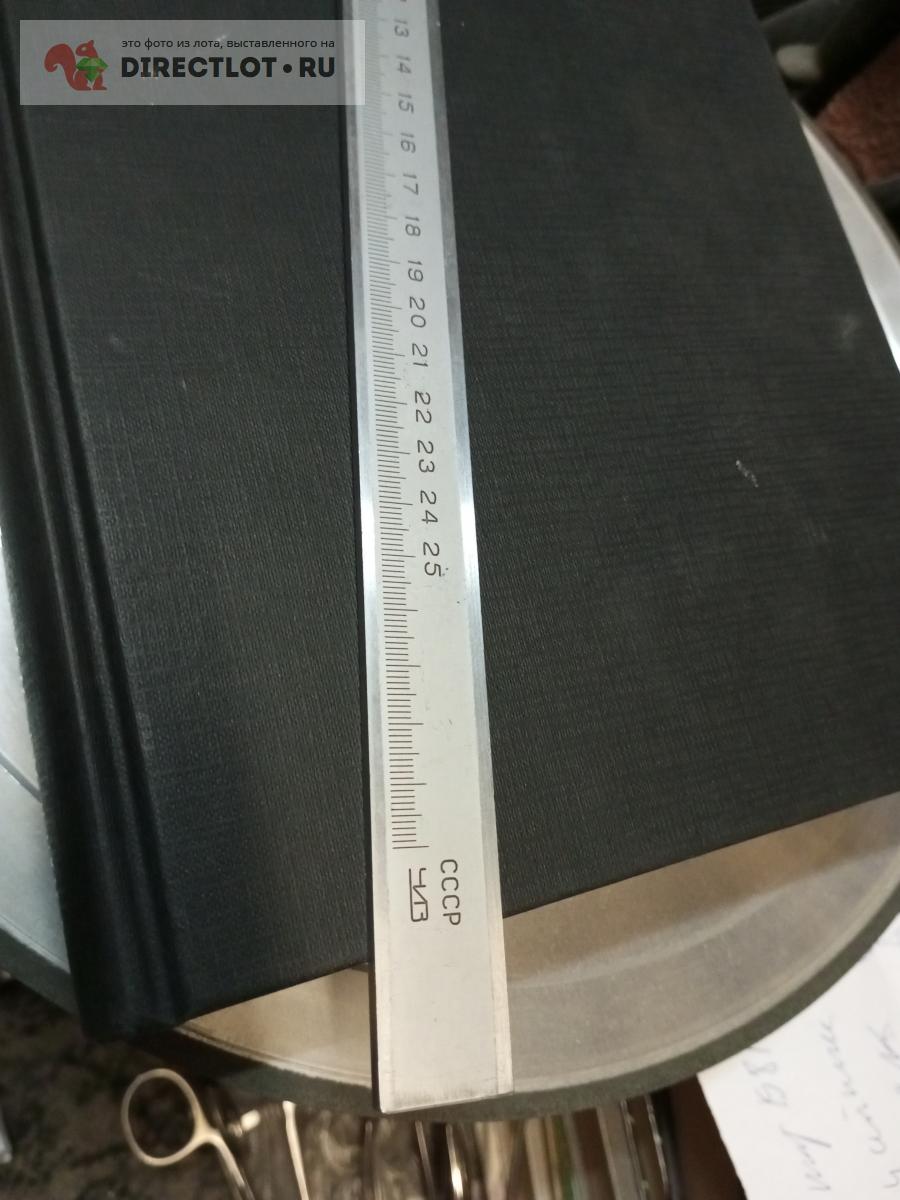 это фото из лота, выставленного на
DIRECTLOT•RU
13 14 15 16 17 18 19 20 21 22 23 24 25
СССР
ЧИЗ